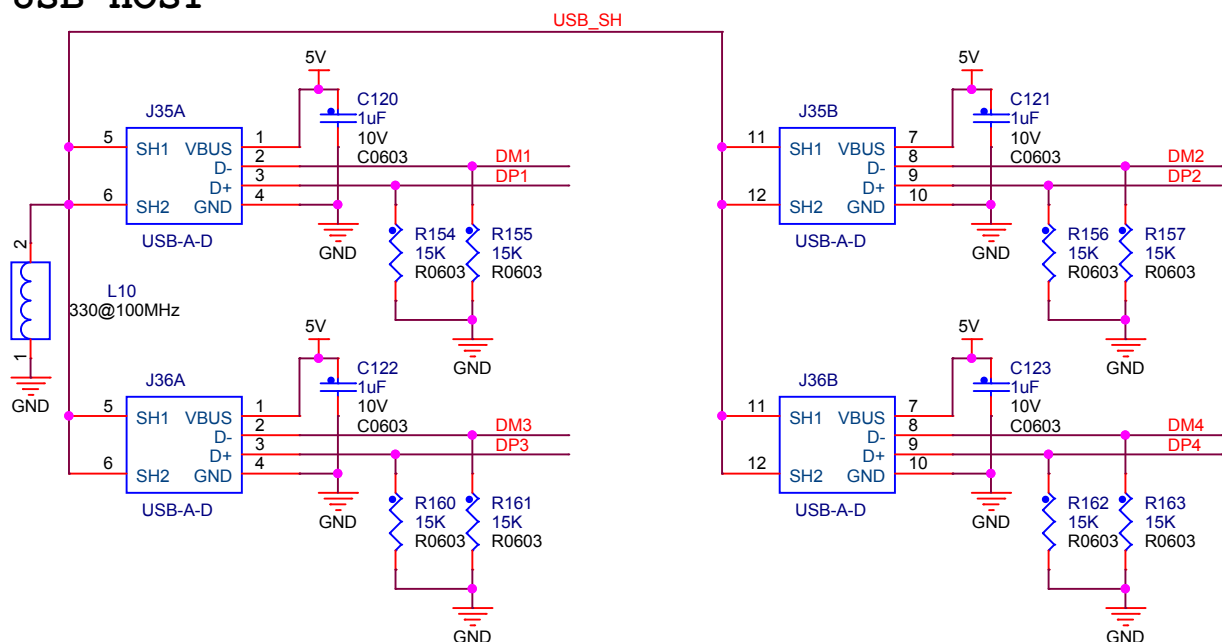 USB HOST
USB_SH
5V
J35A
C120
1uF
10V
C0603
5
SH1
VBUS
1
D-
2
DM1
D+
3
DP1
6
SH2
GND
4
USB-A-D
GND
R154
15K
R0603
R155
15K
R0603
GND
5V
J35B
C121
1uF
10V
C0603
11
SH1
VBUS
7
D-
8
DM2
D+
9
DP2
12
SH2
GND
10
USB-A-D
GND
R156
15K
R0603
R157
15K
R0603
GND
2
L10
330@100MHz
1
GND
5V
J36A
C122
1uF
10V
C0603
5
SH1
VBUS
1
D-
2
DM3
D+
3
DP3
6
SH2
GND
4
USB-A-D
GND
R160
15K
R0603
R161
15K
R0603
GND
5V
J36B
C123
1uF
10V
C0603
11
SH1
VBUS
7
D-
8
DM4
D+
9
DP4
12
SH2
GND
10
USB-A-D
GND
R162
15K
R0603
R163
15K
R0603
GND